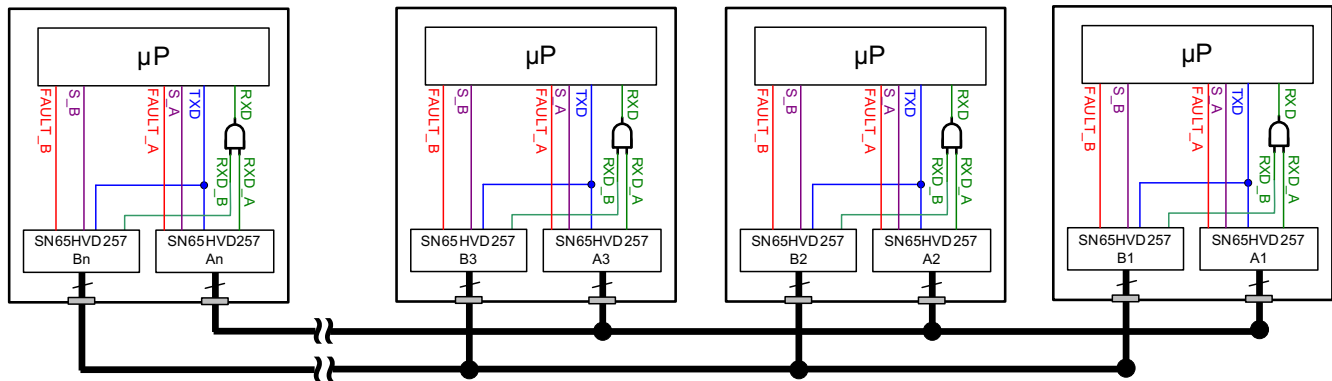 µP
FAULT_B
S_B
FAULT_A
S_A
TXD
RXD
RXD_B
RXD_A
SN65HVD257
Bn
SN65HVD257
An
µP
FAULT_B
S_B
FAULT_A
S_A
TXD
RXD
RXD_B
RXD_A
SN65HVD257
B3
SN65HVD257
A3
µP
FAULT_B
S_B
FAULT_A
S_A
TXD
RXD
RXD_B
RXD_A
SN65HVD257
B2
SN65HVD257
A2
µP
FAULT_B
S_B
FAULT_A
S_A
TXD
RXD
RXD_B
RXD_A
SN65HVD257
B1
SN65HVD257
A1